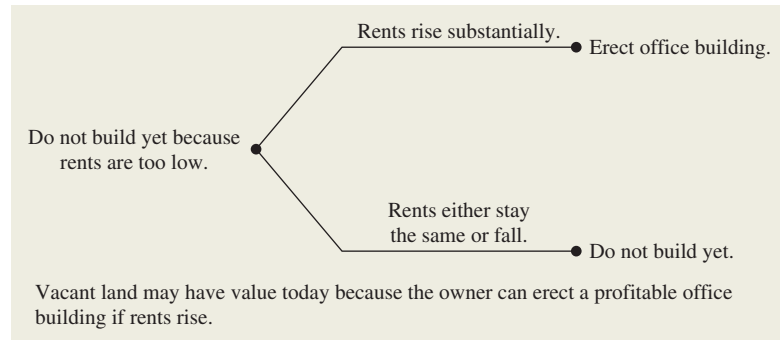 Rents rise substantially.
Erect office building.
Do not build yet because
rents are too low.
Rents either stay
the same or fall.
Do not build yet.
Vacant land may have value today because the owner can erect a profitable office
building if rents rise.